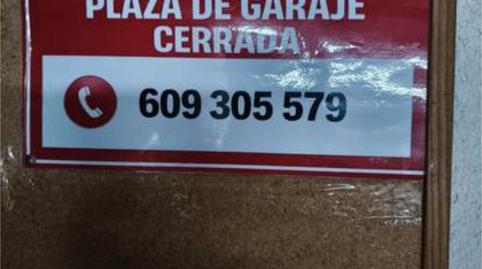 PLAZA DE GARAJE
CERRADA
609 305 579